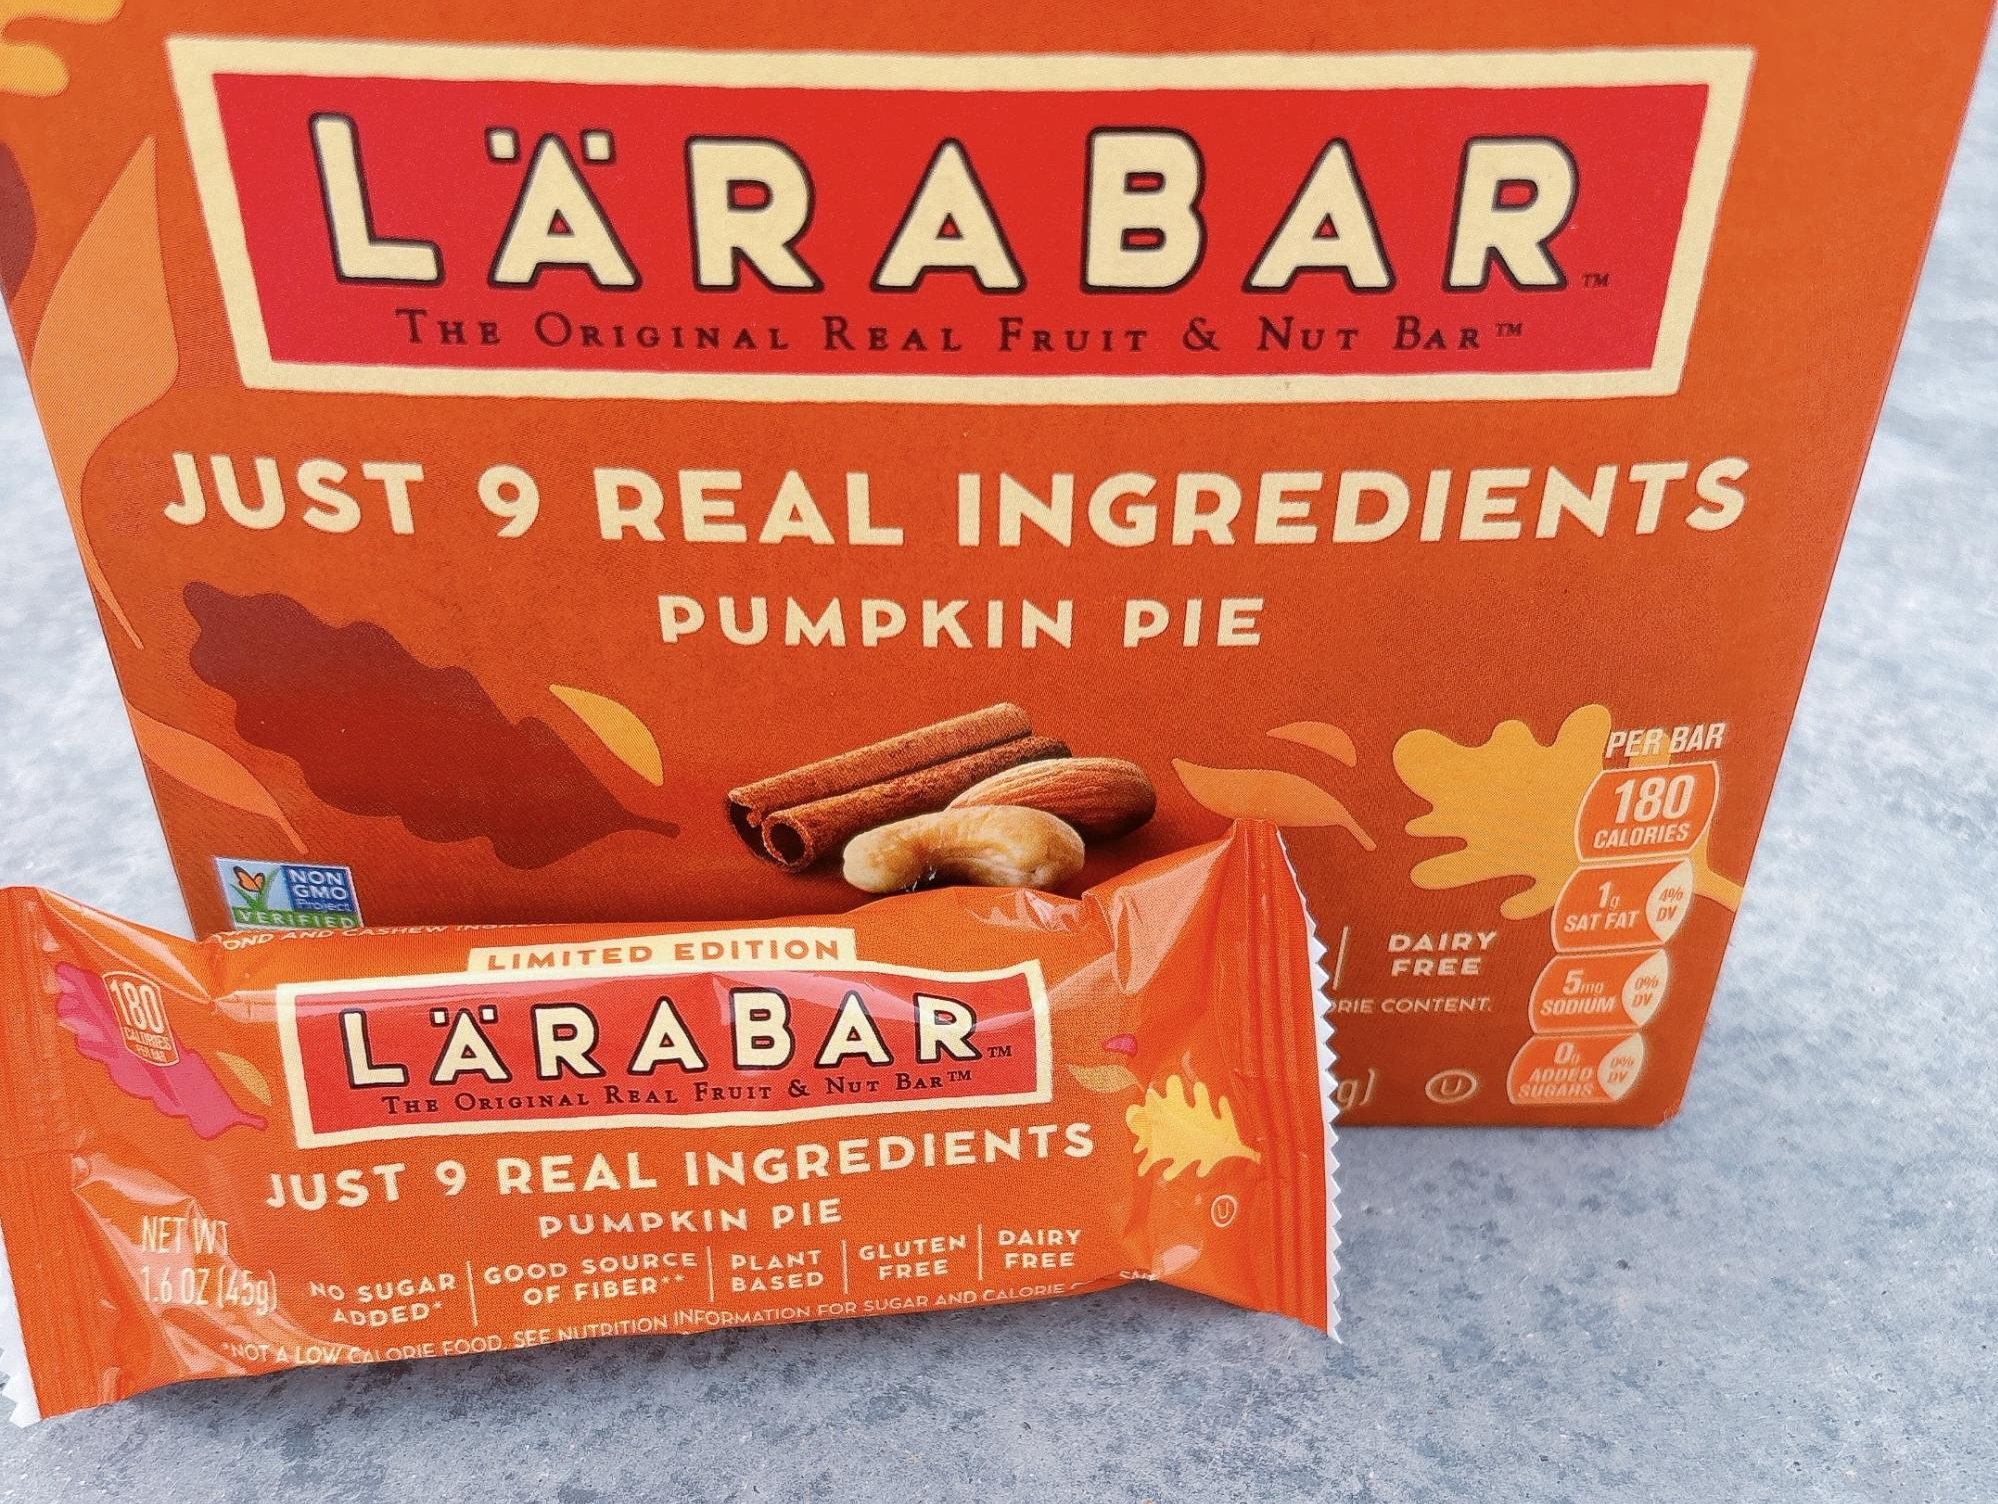 LÄRABAR™
THE ORIGINAL REAL FRUIT & NUT BAR™
JUST 9 REAL INGREDIENTS
PUMPKIN PIE
PER BAR
180
CALORIES
1g
SAT FAT
4%
DV
5mg
SODIUM
0%
DV
0g
ADDED
SUGARS
0%
DV
NON
GMO
Project
VERIFIED
DAIRY
FREE
CONTENT.
g)
U
AND CASHEW
LIMITED EDITION
180
CALORIES
PER BAR
LÄRABAR™
THE ORIGINAL REAL FRUIT & NUT BAR™
JUST 9 REAL INGREDIENTS
PUMPKIN PIE
NET WT
1.6 OZ (45g)
NO SUGAR
ADDED*
GOOD SOURCE
OF FIBER**
PLANT
BASED
GLUTEN
FREE
DAIRY
FREE
U
*NOT A LOW CALORIE FOOD. SEE NUTRITION INFORMATION FOR SUGAR AND CALORIE